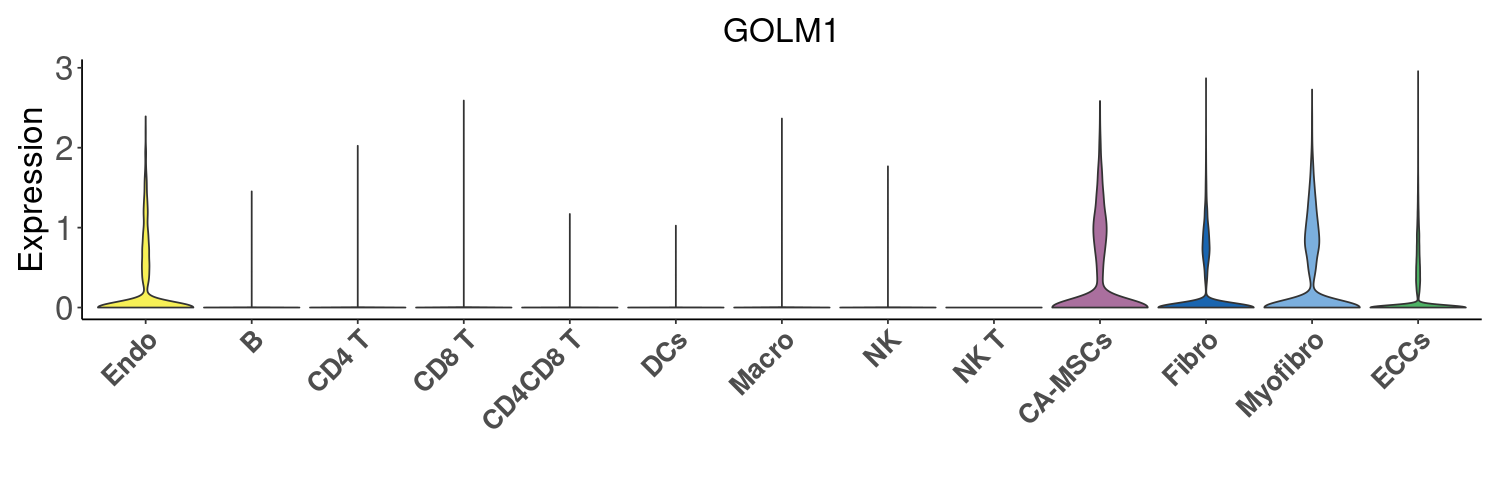 GOLM1
Expression
3
2
1
0
Endo
B
CD4 T
CD8 T
CD4CD8 T
DCs
Macro
NK
NK T
CA-MSCs
Fibro
Myofibro
ECCs